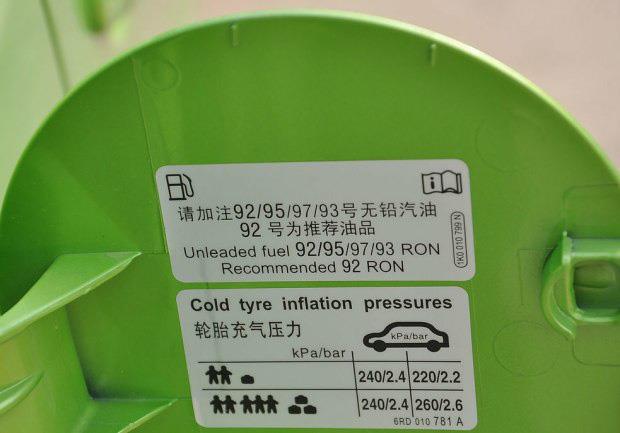 请加注92/95/97/93号无铅汽油
92 号为推荐油品
Unleaded fuel 92/95/97/93 RON
Recommended 92 RON
1K0 010 799 N
Cold tyre inflation pressures
轮胎充气压力
kPa/bar
kPa/bar
240/2.4 220/2.2
240/2.4 260/2.6
6RD 010 781 A